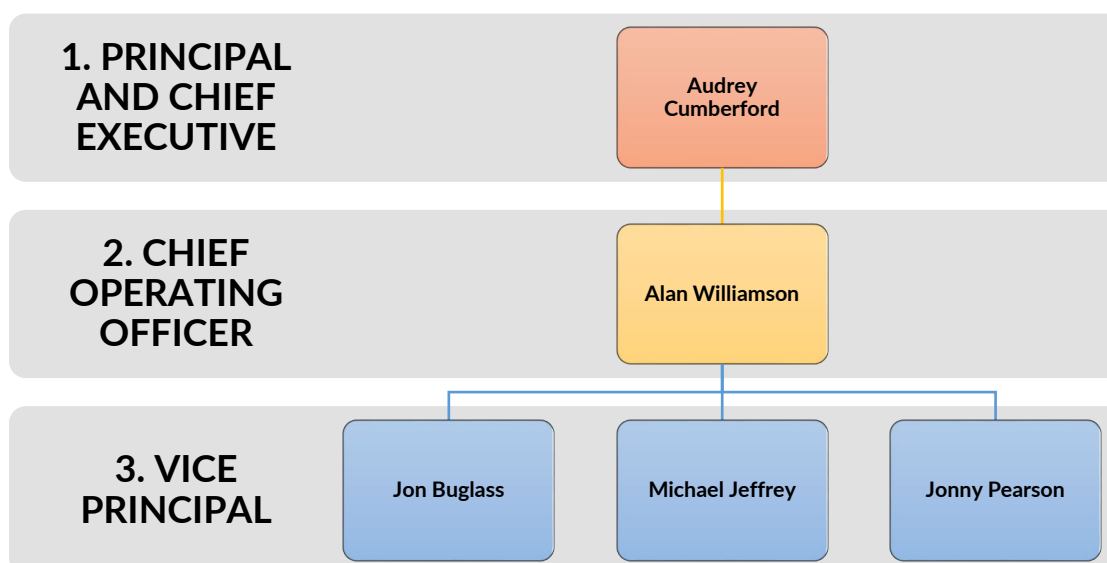 1. PRINCIPAL
AND CHIEF
EXECUTIVE
Audrey
Cumberford
2. CHIEF
OPERATING
OFFICER
Alan Williamson
3. VICE
PRINCIPAL
Jon Buglass
Michael Jeffrey
Jonny Pearson